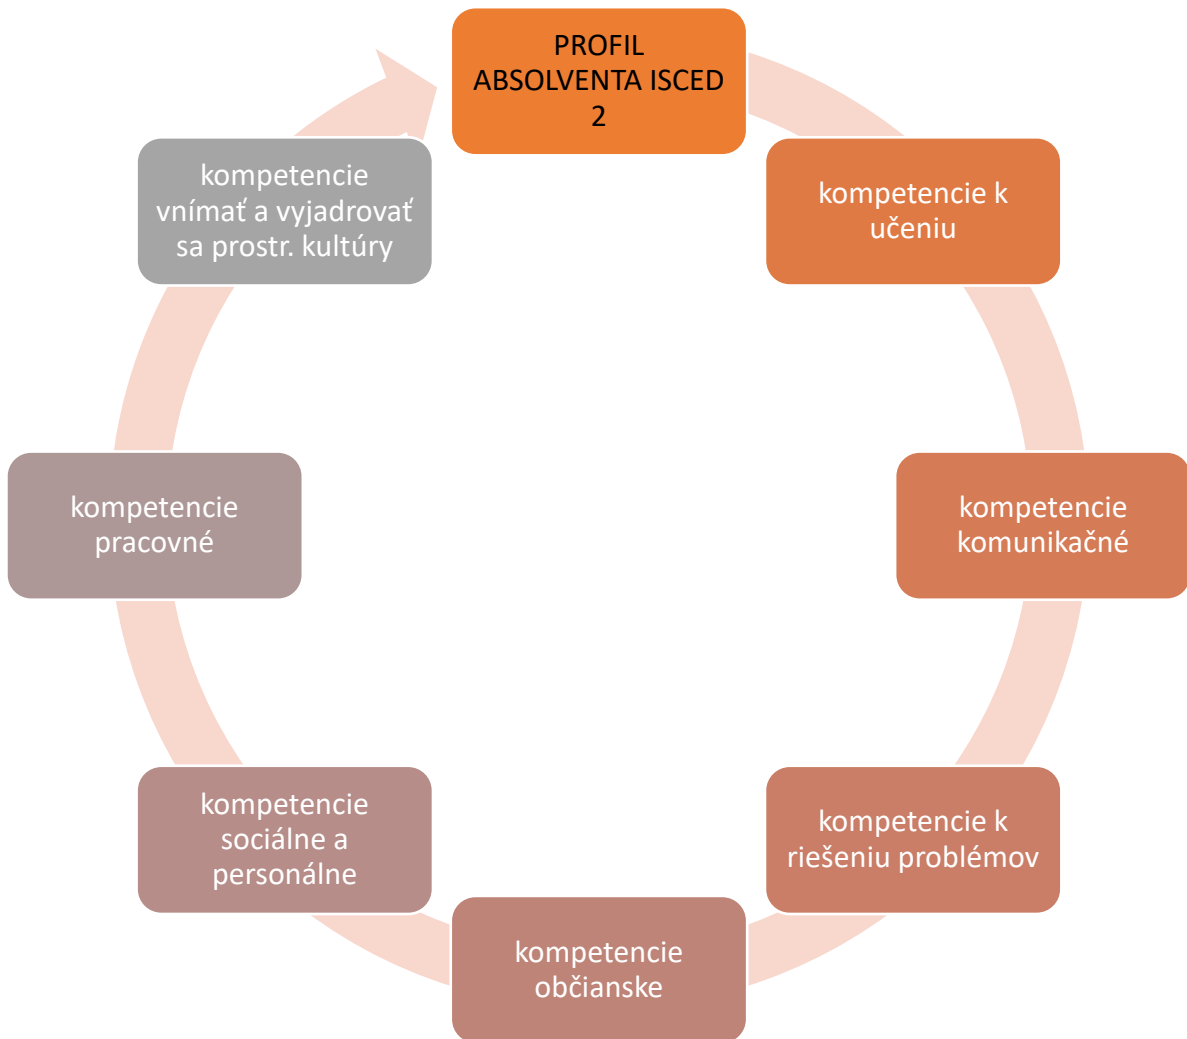 PROFIL
ABSOLVENTA ISCED
2
kompetencie k
učeniu
kompetencie
komunikačné
kompetencie k
riešeniu problémov
kompetencie
občianske
kompetencie
sociálne a
personálne
kompetencie
pracovné
kompetencie
vnímať a vyjadrovať
sa prostr. kultúry